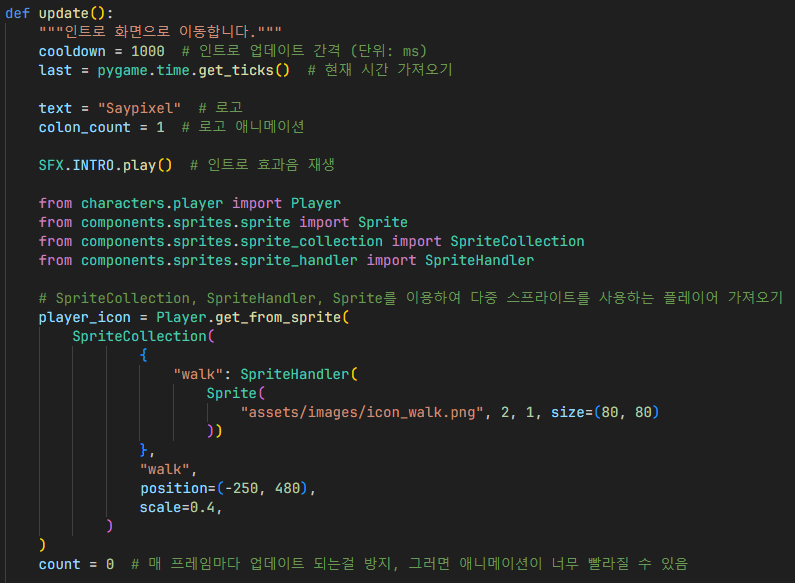 def update():
    """인트로 화면으로 이동합니다."""
    cooldown = 1000  # 인트로 업데이트 간격 (단위: ms)
    last = pygame.time.get_ticks()  # 현재 시간 가져오기

    text = "Saypixel"  # 로고
    colon_count = 1  # 로고 애니메이션

    SFX.INTRO.play()  # 인트로 효과음 재생

    from characters.player import Player
    from components.sprites.sprite import Sprite
    from components.sprites.sprite_collection import SpriteCollection
    from components.sprites.sprite_handler import SpriteHandler

    # SpriteCollection, SpriteHandler, Sprite를 이용하여 다중 스프라이트를 사용하는 플레이어 가져오기
    player_icon = Player.get_from_sprite(
        SpriteCollection(
                {
                    "walk": SpriteHandler(
                        Sprite(
                            "assets/images/icon_walk.png", 2, 1, size=(80, 80)
                        ))
                },
                "walk",
                position=(-250, 480),
                scale=0.4,
            )
    )
    count = 0  # 매 프레임마다 업데이트 되는걸 방지, 그러면 애니메이션이 너무 빨라질 수 있음